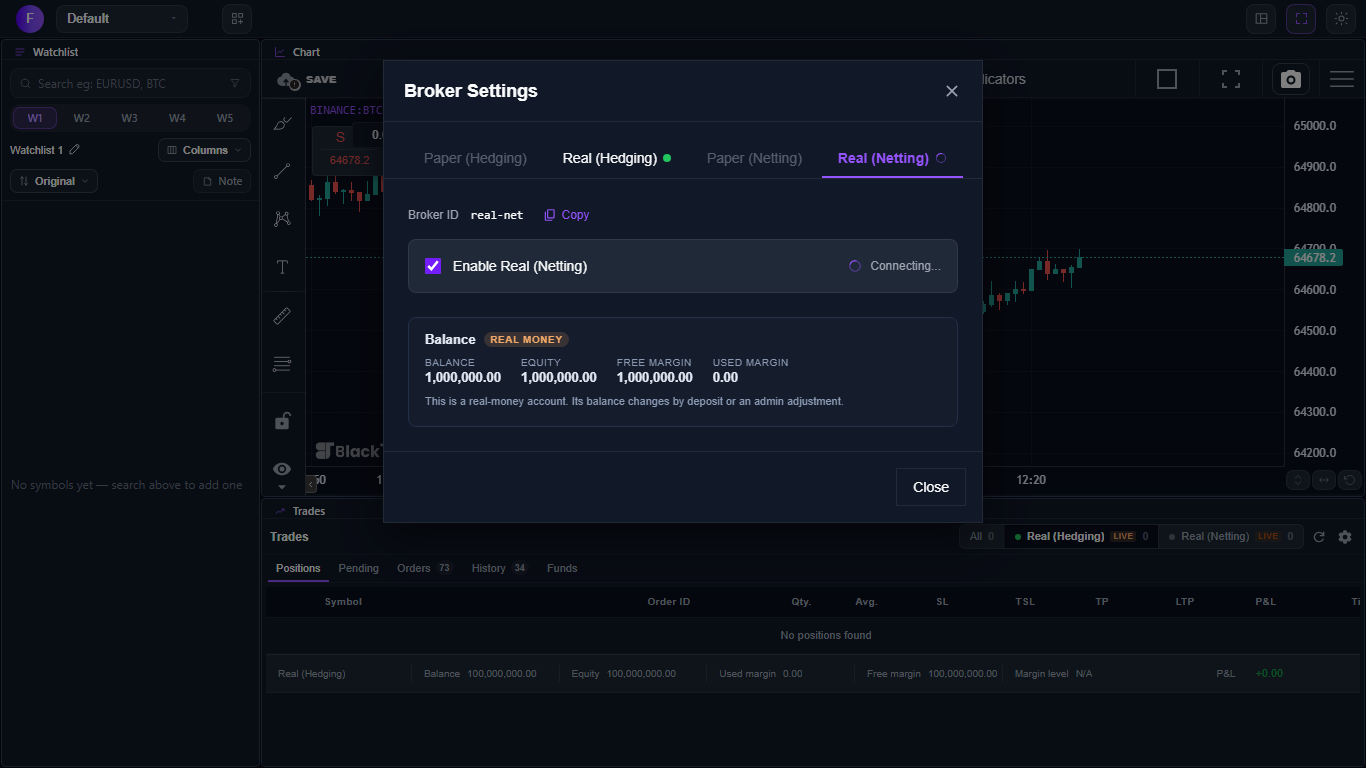 F
Default
Watchlist
Chart
Search eg: EURUSD, BTC
W1 W2 W3 W4 W5
Watchlist 1
Columns
Original
Note
No symbols yet — search above to add one
SAVE
BINANCE:BTC
S
0.
64678.2
Black
12:20
65000.0
64900.0
64800.0
64700.0
64678.2
64600.0
64500.0
64400.0
64300.0
64200.0
Broker Settings
Paper (Hedging) Real (Hedging) Paper (Netting) Real (Netting)
Broker ID real-net Copy
Enable Real (Netting) Connecting...
Balance REAL MONEY
BALANCE EQUITY FREE MARGIN USED MARGIN
1,000,000.00 1,000,000.00 1,000,000.00 0.00
This is a real-money account. Its balance changes by deposit or an admin adjustment.
Close
Trades
Trades
All 0 Real (Hedging) LIVE 0 Real (Netting) LIVE 0
Positions Pending Orders 73 History 34 Funds
Symbol Order ID Qty. Avg. SL TSL TP LTP P&L Ti
No positions found
Real (Hedging) Balance 100,000,000.00 Equity 100,000,000.00 Used margin 0.00 Free margin 100,000,000.00 Margin level N/A P&L +0.00